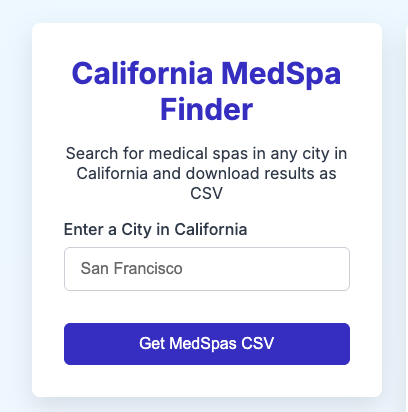 California MedSpa
Finder
Search for medical spas in any city in
California and download results as
CSV
Enter a City in California
San Francisco
Get MedSpas CSV